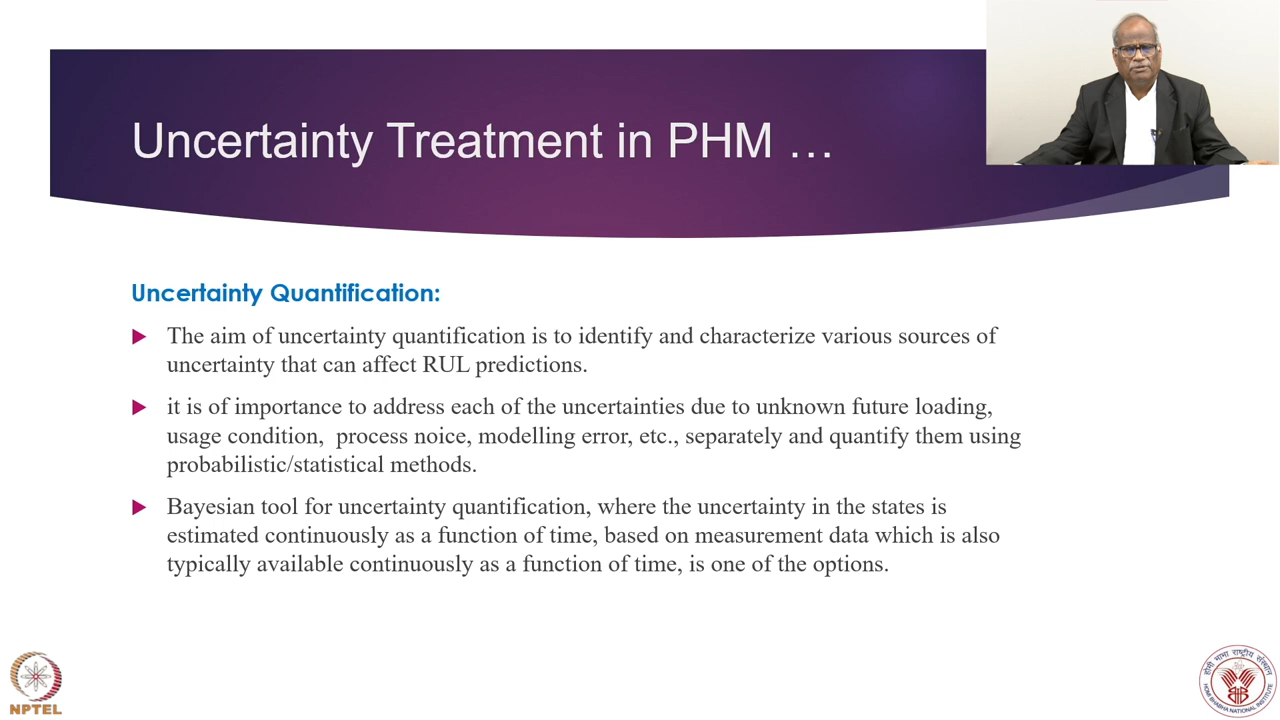 Uncertainty Treatment in PHM …
Uncertainty Quantification:
The aim of uncertainty quantification is to identify and characterize various sources of
uncertainty that can affect RUL predictions.
it is of importance to address each of the uncertainties due to unknown future loading,
usage condition, process noice, modelling error, etc., separately and quantify them using
probabilistic/statistical methods.
Bayesian tool for uncertainty quantification, where the uncertainty in the states is
estimated continuously as a function of time, based on measurement data which is also
typically available continuously as a function of time, is one of the options.
NPTEL
होमी भाभा राष्ट्रीय संस्थान
HOMI BHABHA NATIONAL INSTITUTE